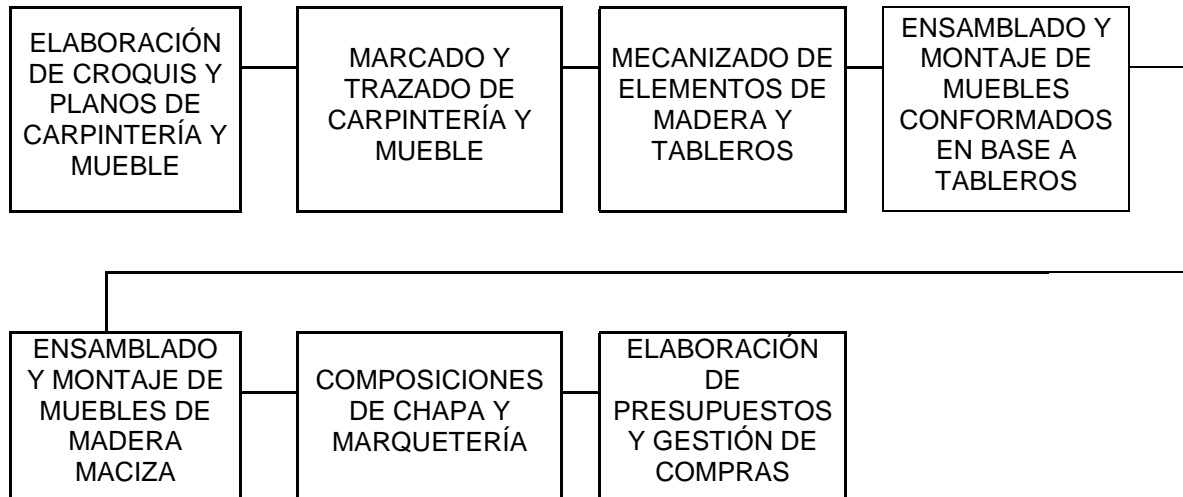 ELABORACIÓN
DE CROQUIS Y
PLANOS DE
CARPINTERÍA Y
MUEBLE
MARCADO Y
TRAZADO DE
CARPINTERÍA Y
MUEBLE
MECANIZADO DE
ELEMENTOS DE
MADERA Y
TABLEROS
ENSAMBLADO Y
MONTAJE DE
MUEBLES
CONFORMADOS
EN BASE A
TABLEROS
ENSAMBLADO
Y MONTAJE DE
MUEBLES DE
MADERA
MACIZA
COMPOSICIONES
DE CHAPA Y
MARQUETERÍA
ELABORACIÓN
DE
PRESUPUESTOS
Y GESTIÓN DE
COMPRAS